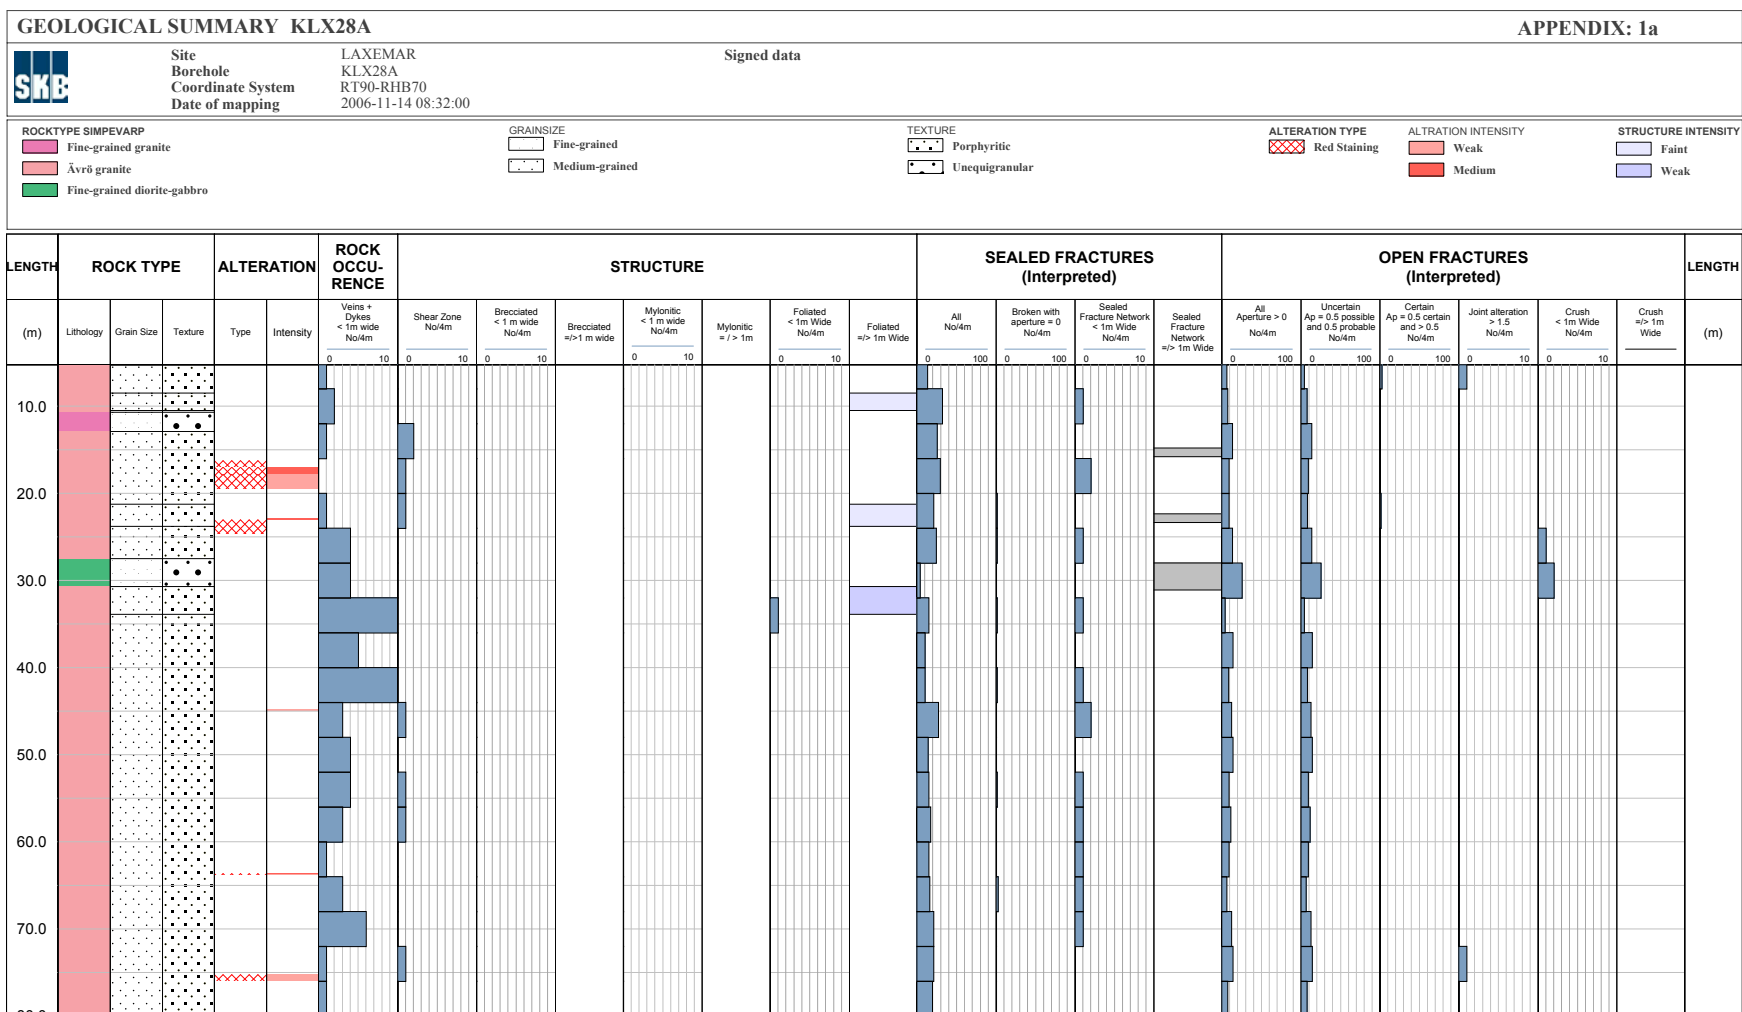 GEOLOGICAL SUMMARY KLX28A
APPENDIX: 1a
SKB
Site LAXEMAR
Signed data
Borehole KLX28A
Coordinate System RT90-RHB70
Date of mapping 2006-11-14 08:32:00
ROCKTYPE SIMPEVARP
Fine-grained granite
Ävrö granite
Fine-grained diorite-gabbro
GRAINSIZE
Fine-grained
Medium-grained
TEXTURE
Porphyritic
Unequigranular
ALTERATION TYPE
Red Staining
ALTRATION INTENSITY
Weak
Medium
STRUCTURE INTENSITY
Faint
Weak
LENGTH
ROCK TYPE
ALTERATION
ROCK
OCCU-
RENCE
STRUCTURE
SEALED FRACTURES
(Interpreted)
OPEN FRACTURES
(Interpreted)
LENGTH
(m)
Lithology
Grain Size
Texture
Type
Intensity
Veins +
Dykes
< 1m wide
No/4m
0 10
Shear Zone
No/4m
0 10
Brecciated
< 1 m wide
No/4m
0 10
Brecciated
=/>1 m wide
Mylonitic
< 1 m wide
No/4m
0 10
Mylonitic
= / > 1m
Foliated
< 1m Wide
No/4m
0 10
Foliated
=/> 1m Wide
All
No/4m
0 100
Broken with
aperture = 0
No/4m
0 100
Sealed
Fracture Network
< 1m Wide
No/4m
0 10
Sealed
Fracture
Network
=/> 1m Wide
All
Aperture > 0
No/4m
0 100
Uncertain
Ap = 0.5 possible
and 0.5 probable
No/4m
0 100
Certain
Ap = 0.5 certain
and > 0.5
No/4m
0 100
Joint alteration
> 1.5
No/4m
0 10
Crush
< 1m Wide
No/4m
0 10
Crush
=/> 1m
Wide
(m)
10.0
20.0
30.0
40.0
50.0
60.0
70.0